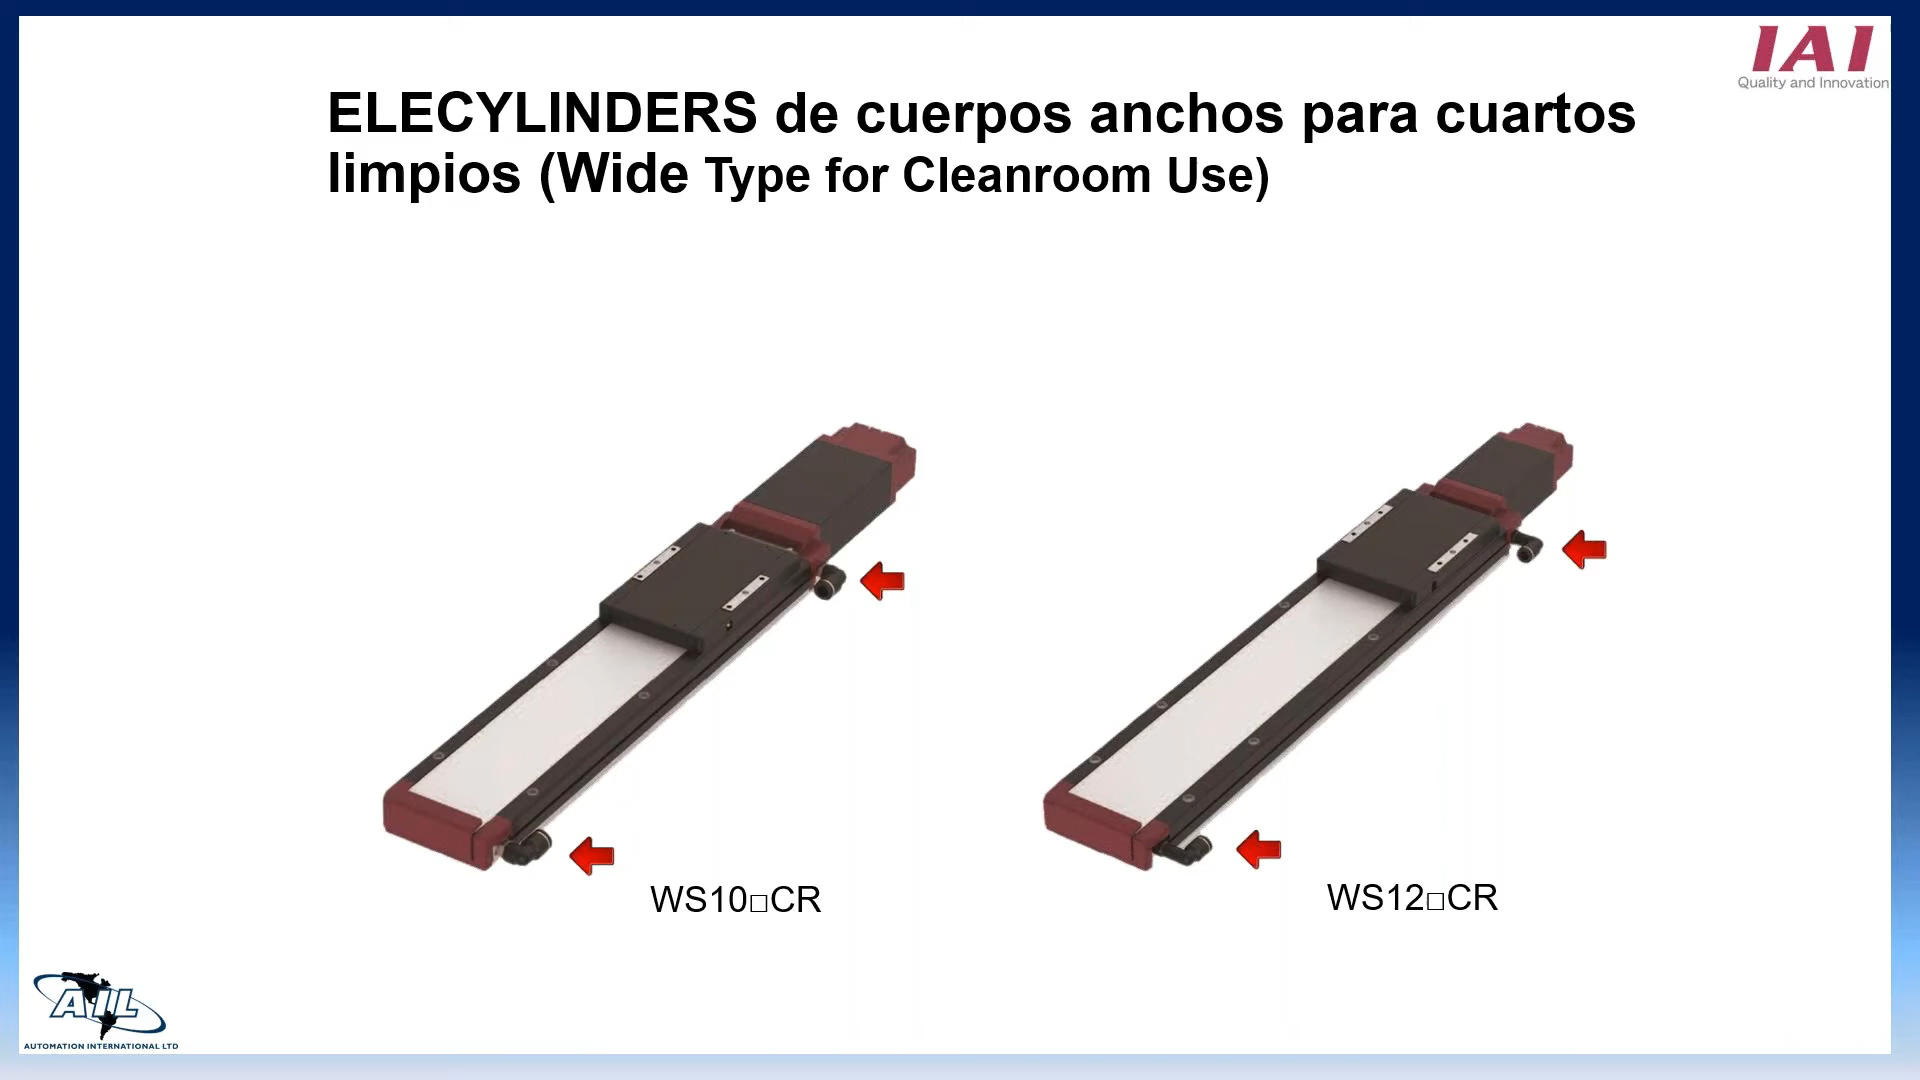 IAI
Quality and Innovation
ELECYLINDERS de cuerpos anchos para cuartos
limpios (Wide Type for Cleanroom Use)
WS10□CR
WS12□CR
AIL
AUTOMATION INTERNATIONAL LTD